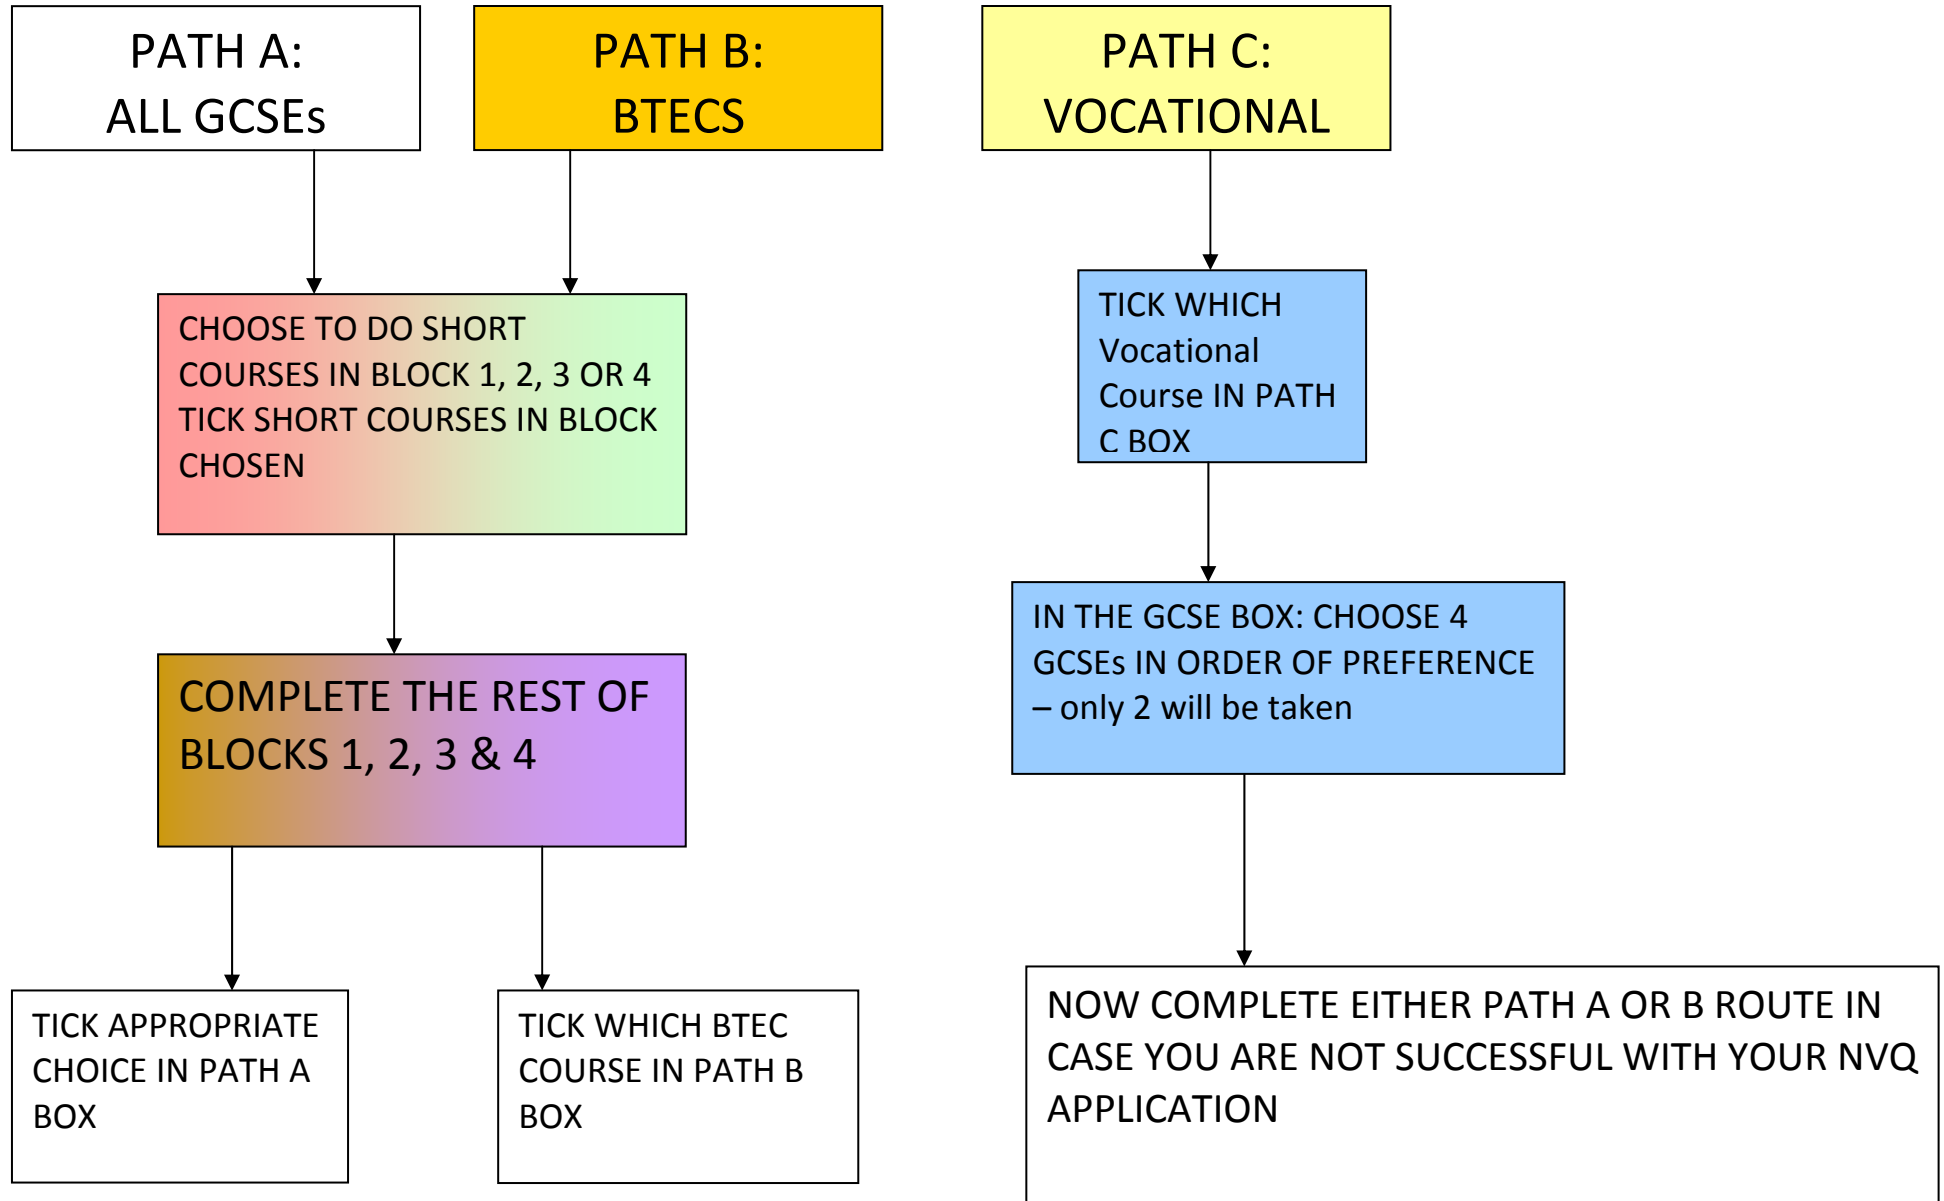 PATH A:
ALL GCSEs
PATH B:
BTECS
PATH C:
VOCATIONAL
CHOOSE TO DO SHORT
COURSES IN BLOCK 1, 2, 3 OR 4
TICK SHORT COURSES IN BLOCK
CHOSEN
TICK WHICH
Vocational
Course IN PATH
C BOX
COMPLETE THE REST OF
BLOCKS 1, 2, 3 & 4
IN THE GCSE BOX: CHOOSE 4
GCSEs IN ORDER OF PREFERENCE
– only 2 will be taken
TICK APPROPRIATE
CHOICE IN PATH A
BOX
TICK WHICH BTEC
COURSE IN PATH B
BOX
NOW COMPLETE EITHER PATH A OR B ROUTE IN
CASE YOU ARE NOT SUCCESSFUL WITH YOUR NVQ
APPLICATION